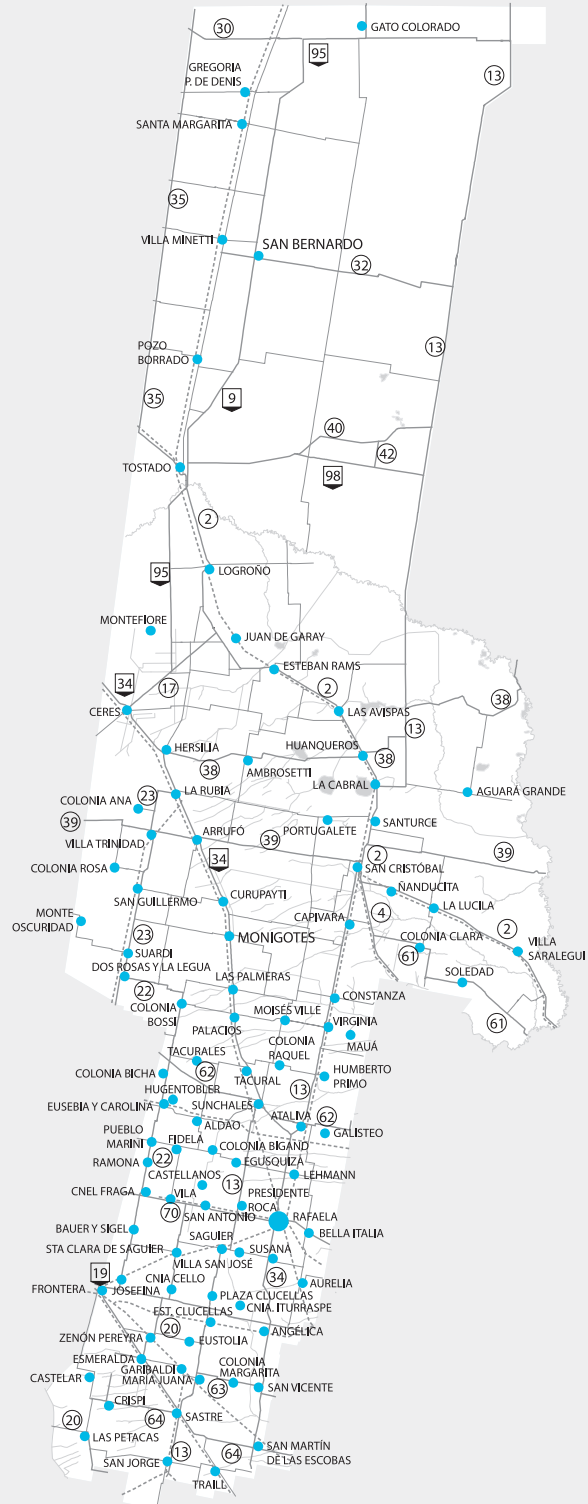 30
GATO COLORADO
95
13
GREGORIA
P. DE DENIS
SANTA MARGARITA
35
VILLA MINETTI
SAN BERNARDO
32
13
POZO
BORRADO
35
9
40
42
TOSTADO
98
2
LOGROÑO
95
MONTEFIORE
JUAN DE GARAY
ESTEBAN RAMS
34
17
2
38
CERES
LAS AVISPAS
13
HERSILIA
HUANQUEROS
38
38
AMBROSETTI
LA CABRAL
AGUARÁ GRANDE
LA RUBIA
COLONIA ANA
23
39
PORTUGALETE
SANTURCE
VILLA TRINIDAD
ARRUFÓ
39
39
34
2
COLONIA ROSA
SAN CRISTÓBAL
ÑANDUCITA
SAN GUILLERMO
CURUPAYTI
LA LUCILA
MONTE
OSCURIDAD
CAPIVARA
4
2
23
MONIGOTES
COLONIA CLARA
VILLA
SARALEGUI
SUARDI
61
DOS ROSAS Y LA LEGUA
LAS PALMERAS
SOLEDAD
22
COLONIA
BOSSI
CONSTANZA
MOISÉS VILLE
61
PALACIOS
VIRGINIA
MAUÁ
TACURALES
COLONIA
RAQUEL
COLONIA BICHA
62
TACURAL
HUMBERTO
PRIMO
13
HUGENTOBLER
EUSEBIA Y CAROLINA
SUNCHALES
ATALIVA
62
ALDAO
GALISTEO
PUEBLO
MARINI
FIDELA
COLONIA BIGAND
22
RAMONA
EGUSQUIZA
CASTELLANOS
LEHMANN
13
CNEL FRAGA
VILA
PRESIDENTE
ROCA
70
SAN ANTONIO
RAFAELA
BAUER Y SIGEL
BELLA ITALIA
SAGUIER
STA CLARA DE SAGUIER
SUSANA
VILLA SAN JOSÉ
19
34
FRONTERA
JOSEFINA
CNIA CELLO
AURELIA
PLAZA CLUCELLAS
EST. CLUCELLAS
CNIA. ITURRASPE
20
ANGÉLICA
ZENÓN PEREYRA
EUSTOLIA
ESMERALDA
GARIBALDI
COLONIA
MARGARITA
CASTELAR
MARÍA JUANA
63
SAN VICENTE
CRISPI
20
64
SASTRE
LAS PETACAS
64
SAN MARTÍN
DE LAS ESCOBAS
13
SAN JORGE
TRAILL